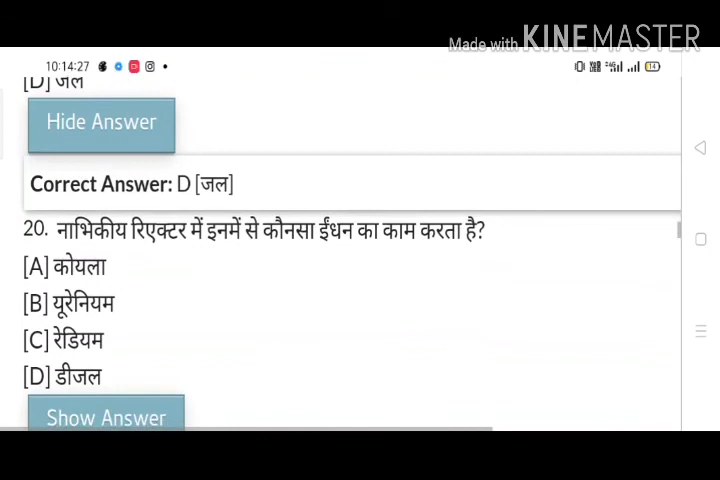 Made with KINEMASTER
10:14:27
[D] जल
Hide Answer
Correct Answer: D [जल]
20. नाभिकीय रिएक्टर में इनमें से कौनसा ईंधन का काम करता है?
[A] कोयला
[B] यूरेनियम
[C] रेडियम
[D] डीजल
Show Answer